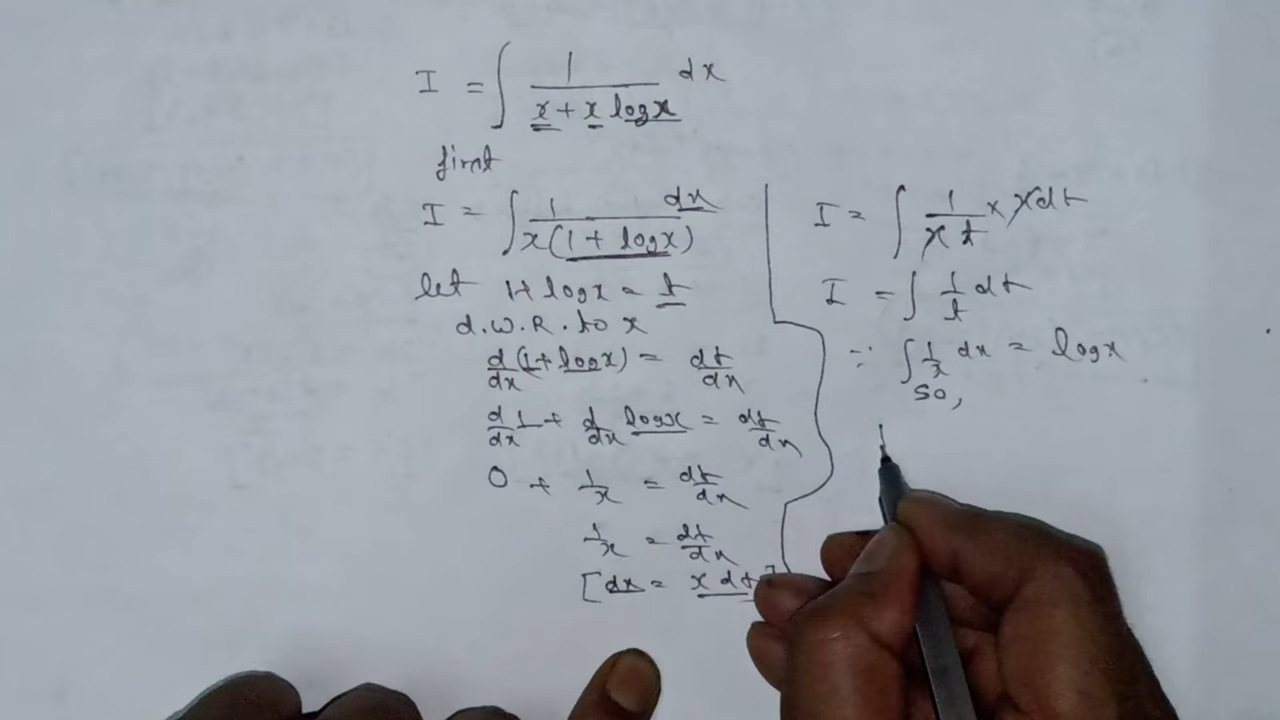 I = ∫ 1/(x + x log x) dx
first
I = ∫ 1/(x(1 + log x)) dx
let 1 + log x = t
d.w.R. to x
d/dx (1 + log x) = dt/dx
d/dx 1 + d/dx log x = dt/dx
0 + 1/x = dt/dx
1/x = dt/dx
[dx = x dt]
I = ∫ 1/(x t) × x dt
I = ∫ 1/t dt
∵ ∫ 1/x dx = log x
so,